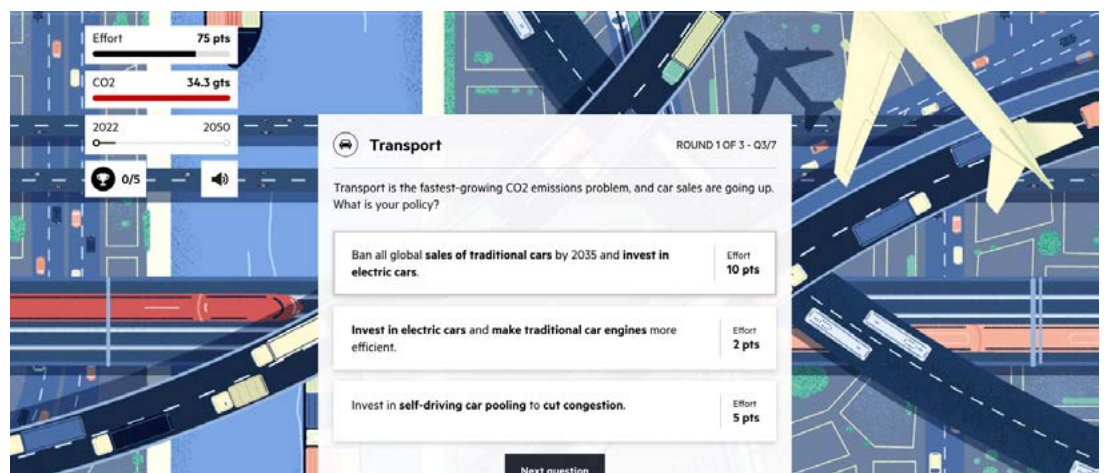 Effort 75 pts
CO2 34.3 gts
2022 2050
0/5
Transport ROUND 1 OF 3 - Q3/7
Transport is the fastest-growing CO2 emissions problem, and car sales are going up.
What is your policy?
Ban all global sales of traditional cars by 2035 and invest in
electric cars.
Effort
10 pts
Invest in electric cars and make traditional car engines more
efficient.
Effort
2 pts
Invest in self-driving car pooling to cut congestion.
Effort
5 pts
Next question